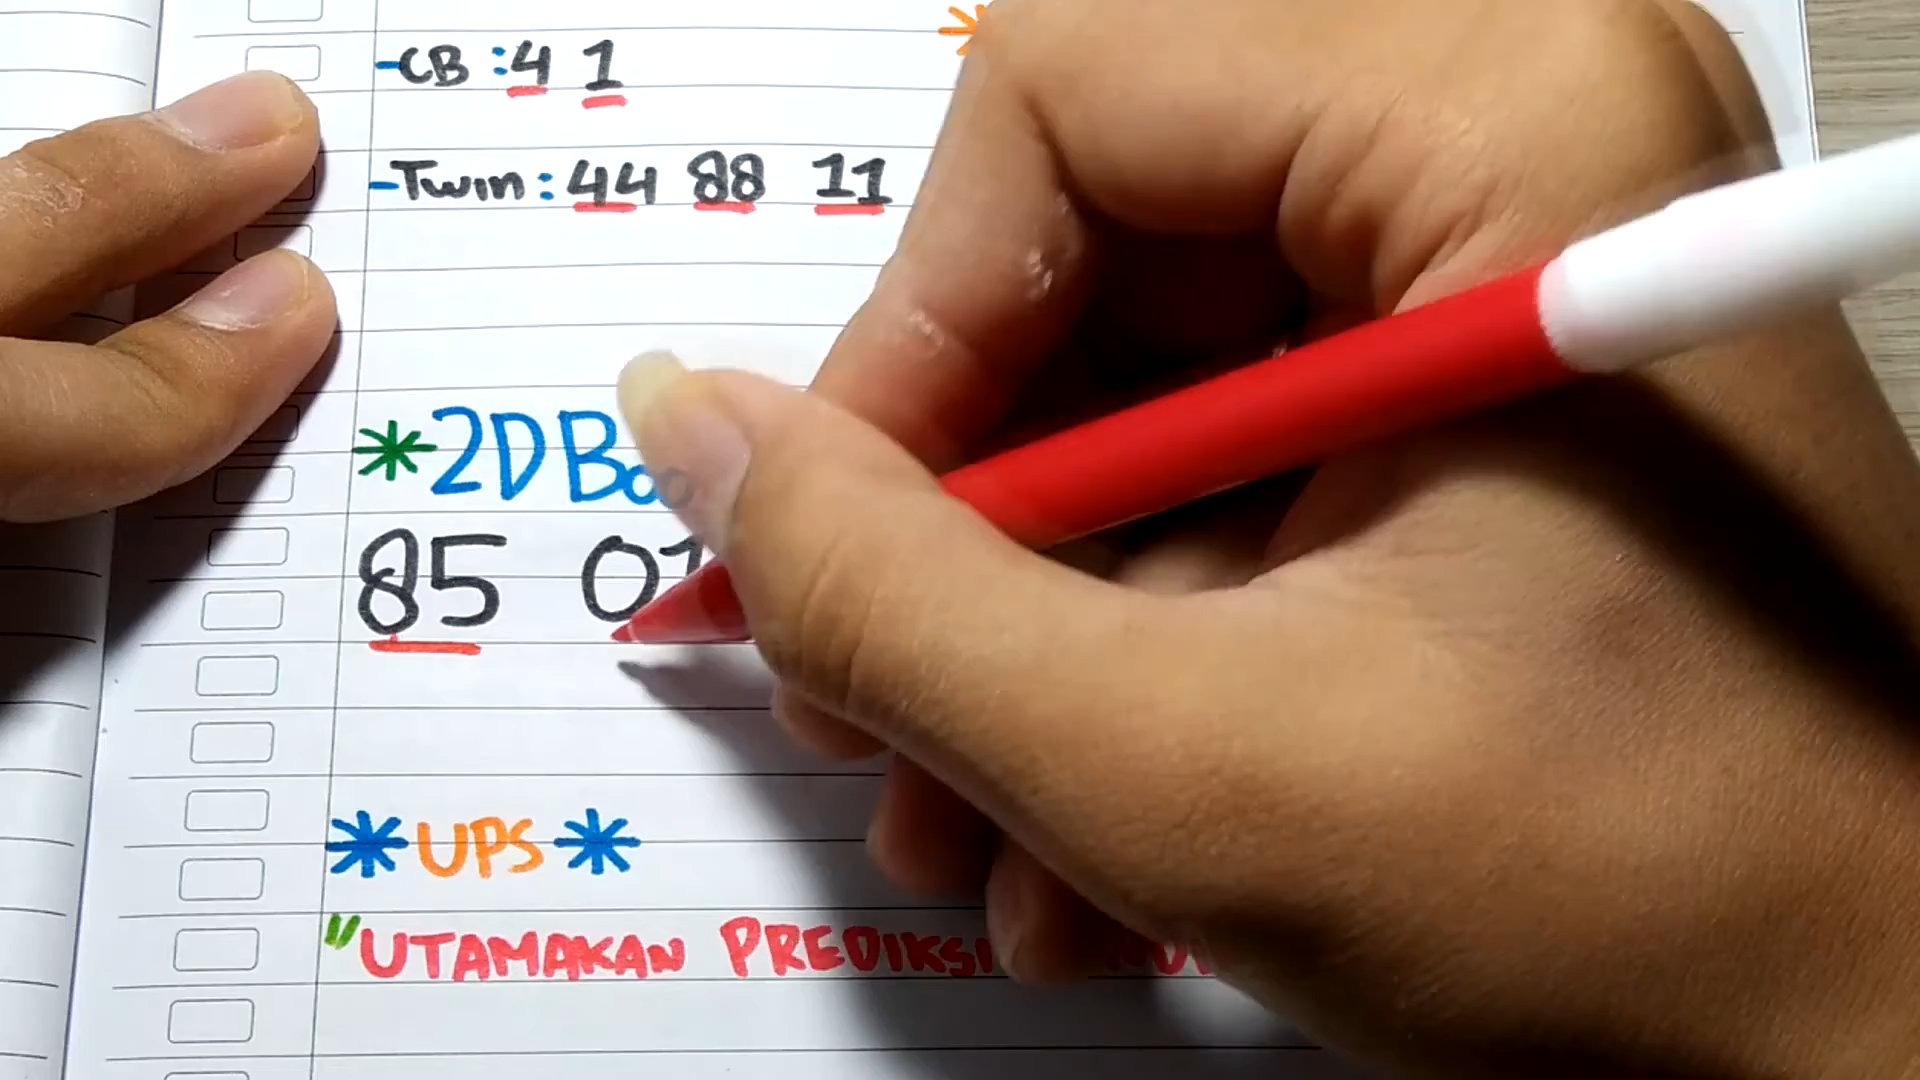 -CB : 4 1
-Twin : 44 88 11
*2D
85
*UPS*
"UTAMAKAN PREDIKSI